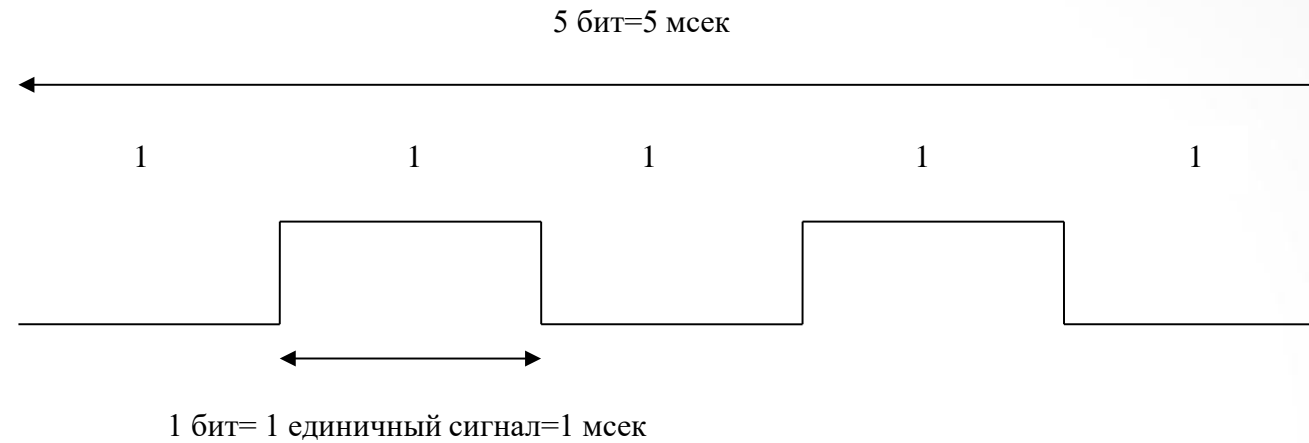 5 бит=5 мсек
1 1 1 1 1
1 бит= 1 единичный сигнал=1 мсек